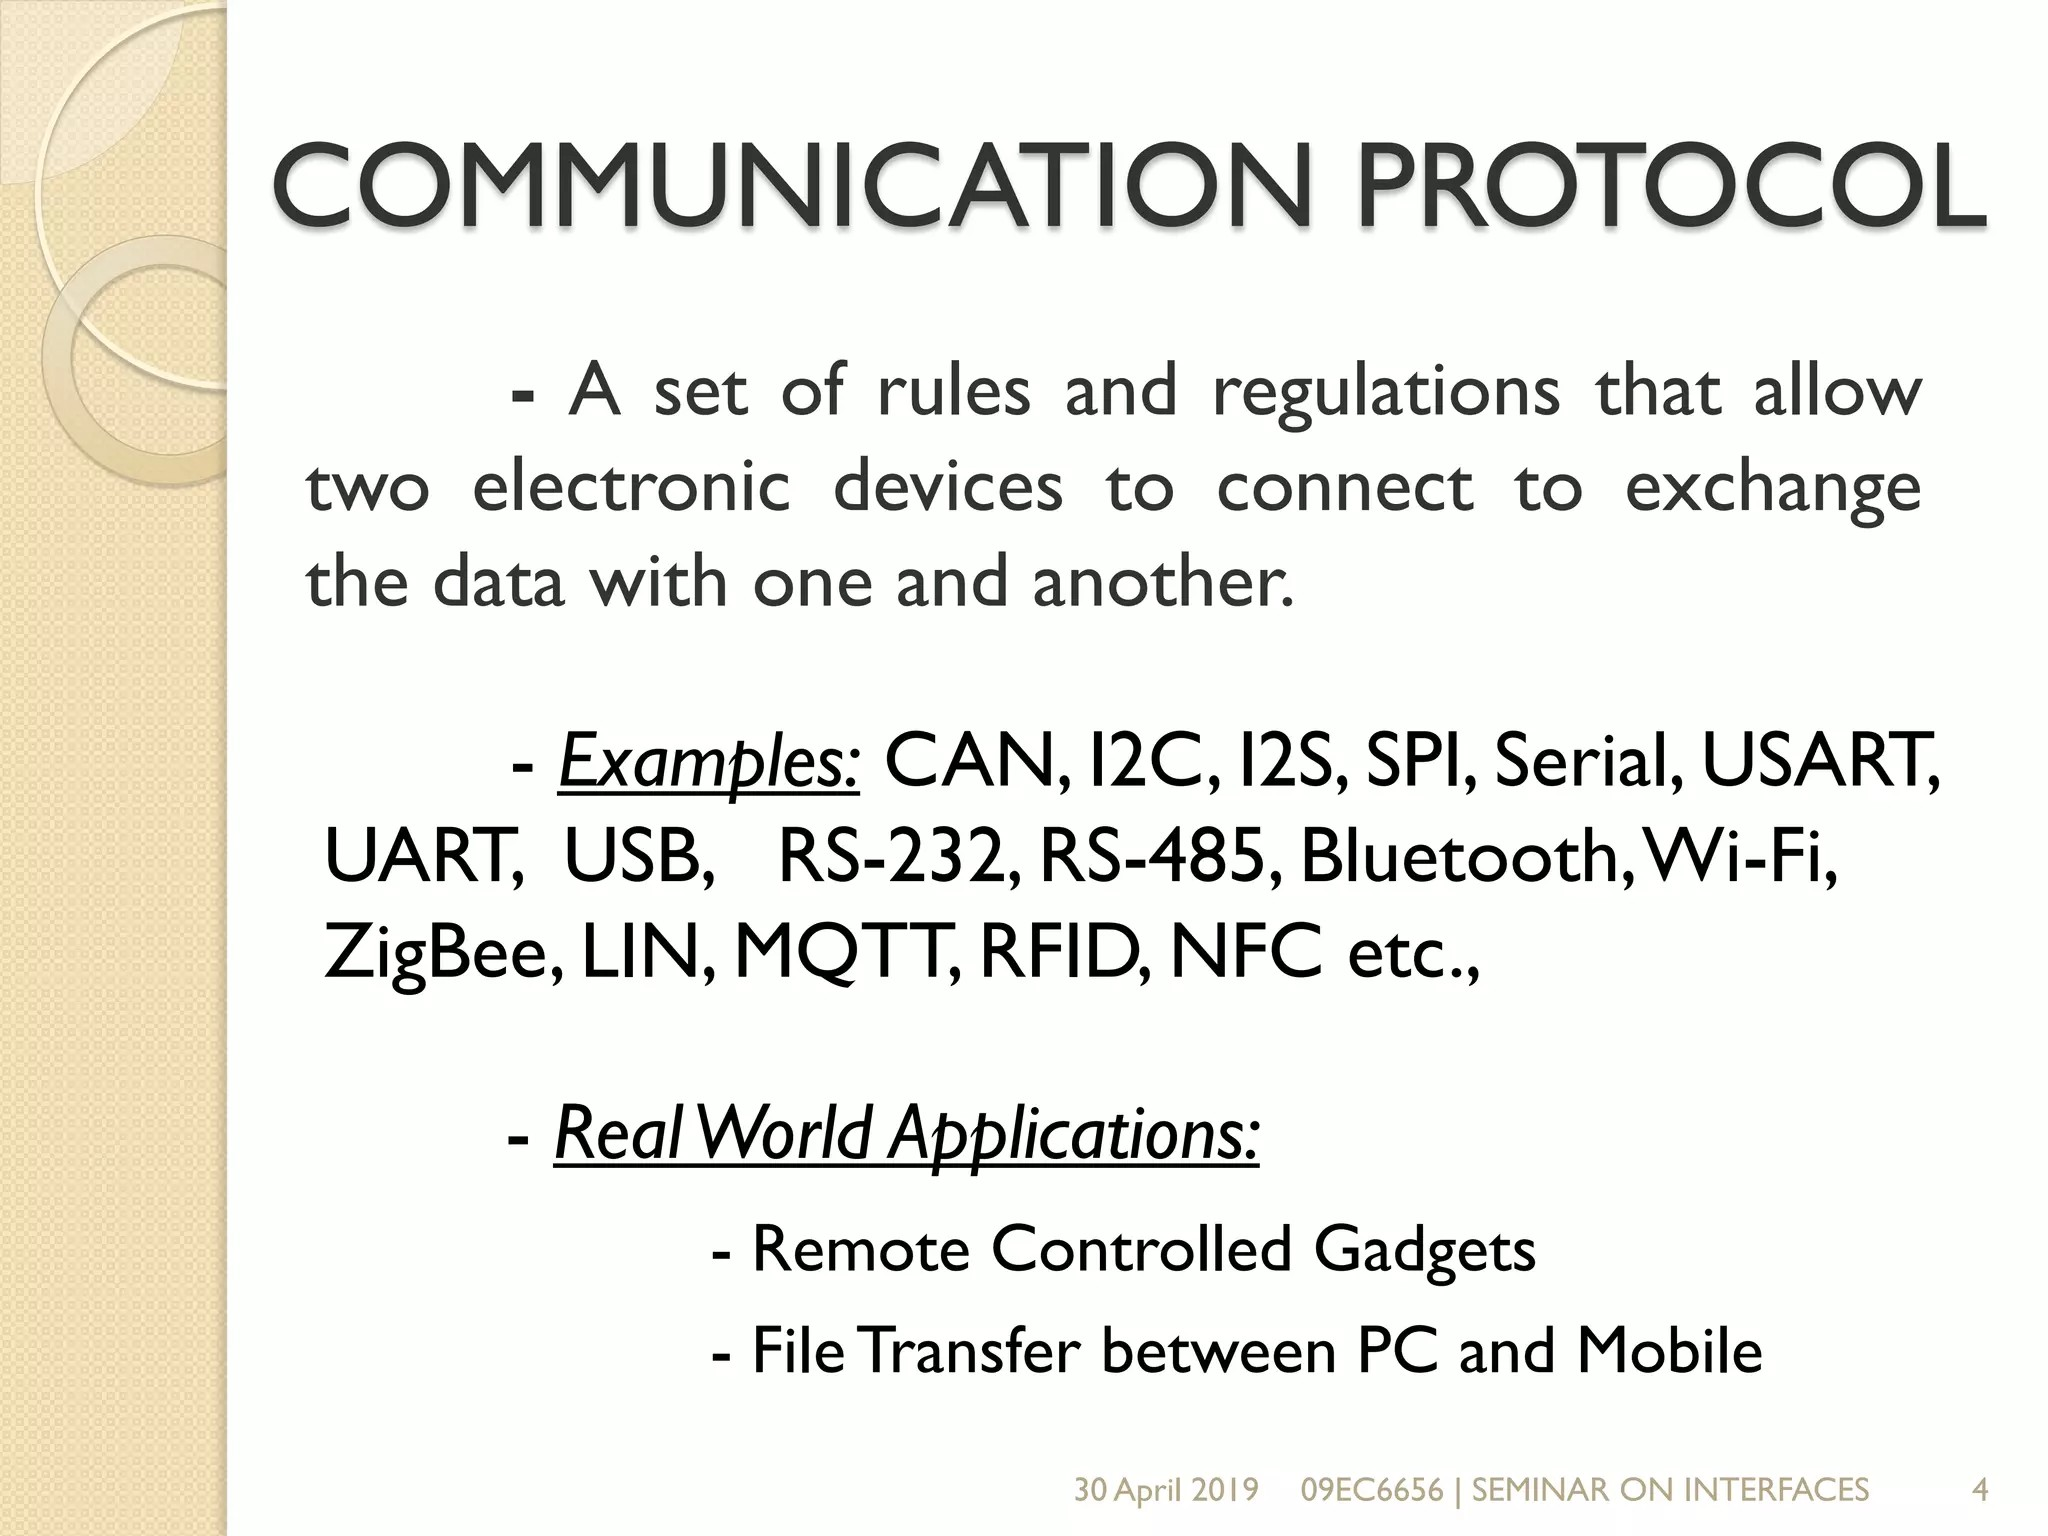 COMMUNICATION PROTOCOL
- A set of rules and regulations that allow
two electronic devices to connect to exchange
the data with one and another.
- Examples: CAN, I2C, I2S, SPI, Serial, USART,
UART, USB, RS-232, RS-485, Bluetooth, Wi-Fi,
ZigBee, LIN, MQTT, RFID, NFC etc.,
- Real World Applications:
- Remote Controlled Gadgets
- File Transfer between PC and Mobile
30 April 2019 09EC6656 | SEMINAR ON INTERFACES 4